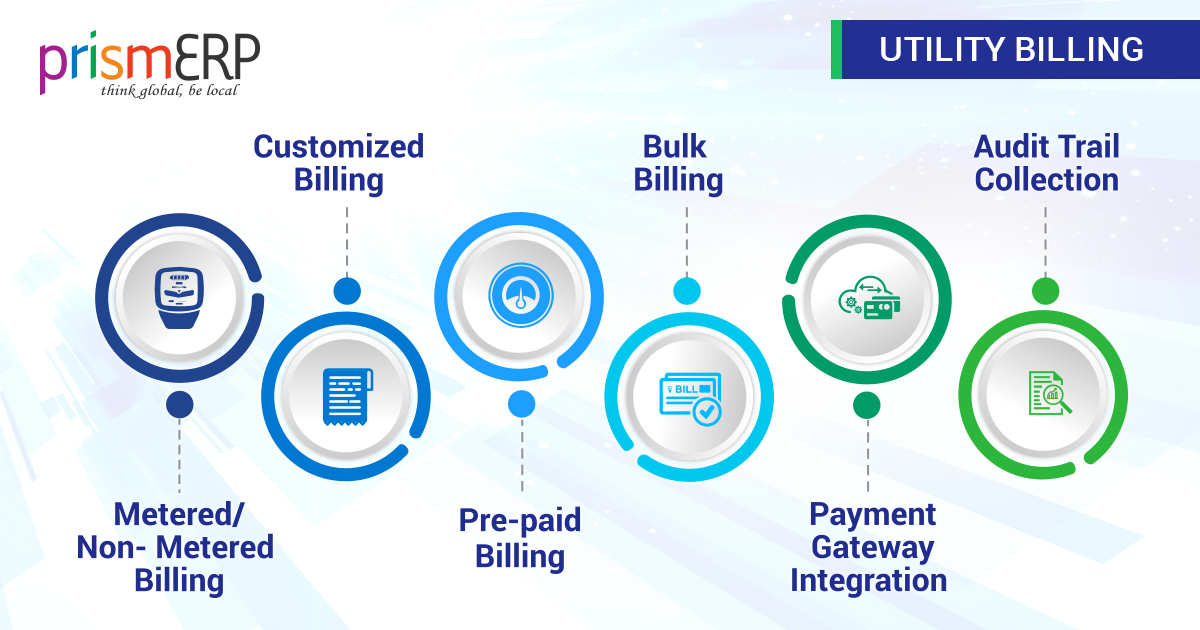 prismERP
think global, be local
UTILITY BILLING
Metered/
Non- Metered
Billing
Customized
Billing
Pre-paid
Billing
Bulk
Billing
BILL
Payment
Gateway
Integration
Audit Trail
Collection